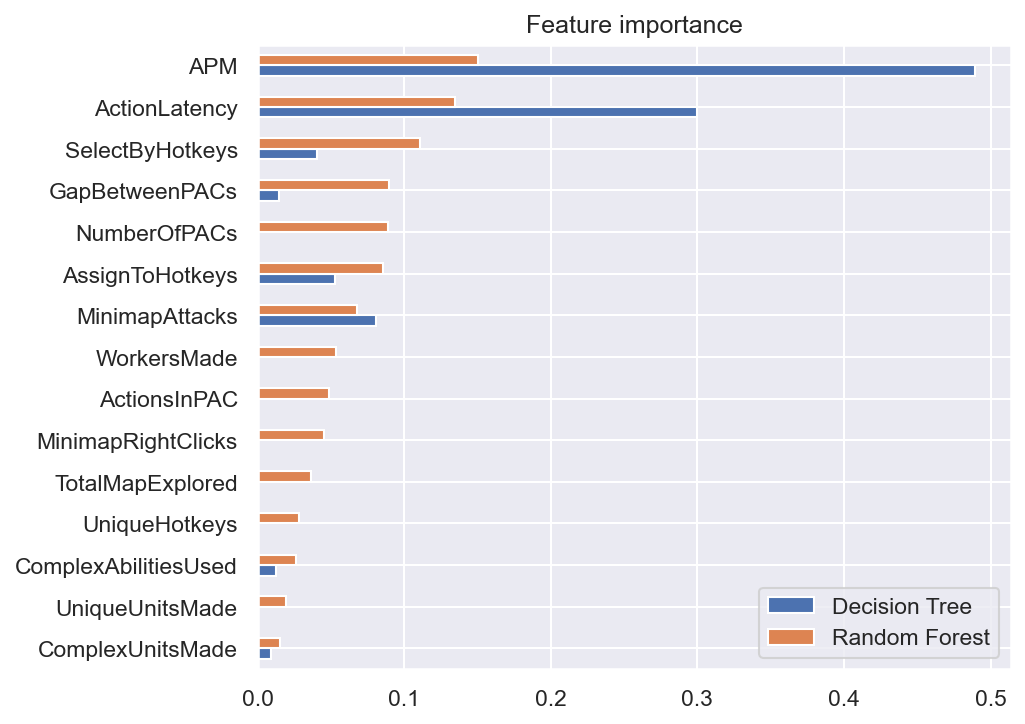 Feature importance
APM
ActionLatency
SelectByHotkeys
GapBetweenPACs
NumberOfPACs
AssignToHotkeys
MinimapAttacks
WorkersMade
ActionsInPAC
MinimapRightClicks
TotalMapExplored
UniqueHotkeys
ComplexAbilitiesUsed
UniqueUnitsMade
ComplexUnitsMade
Decision Tree
Random Forest
0.0 0.1 0.2 0.3 0.4 0.5